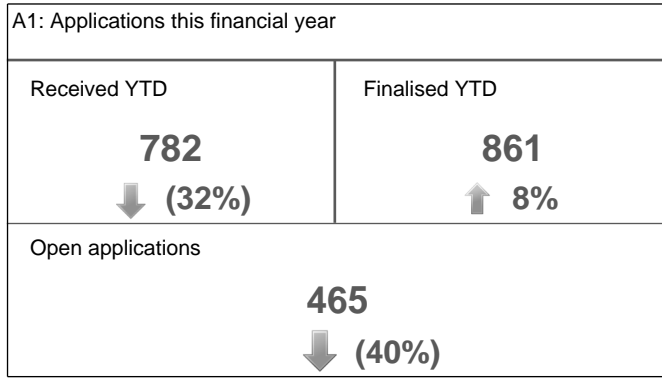 A1: Applications this financial year
Received YTD
782
(32%)
Finalised YTD
861
8%
Open applications
465
(40%)